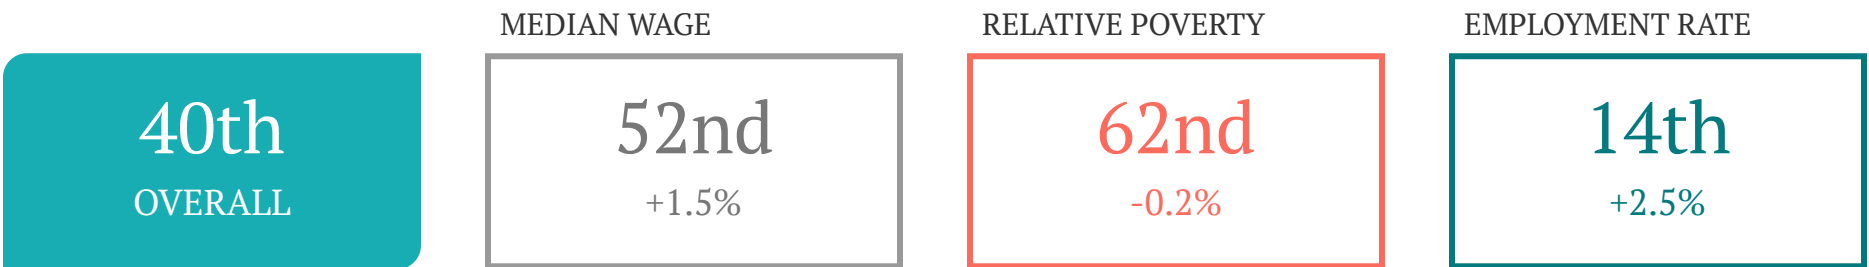 40th
OVERALL
MEDIAN WAGE
52nd
+1.5%
RELATIVE POVERTY
62nd
-0.2%
EMPLOYMENT RATE
14th
+2.5%